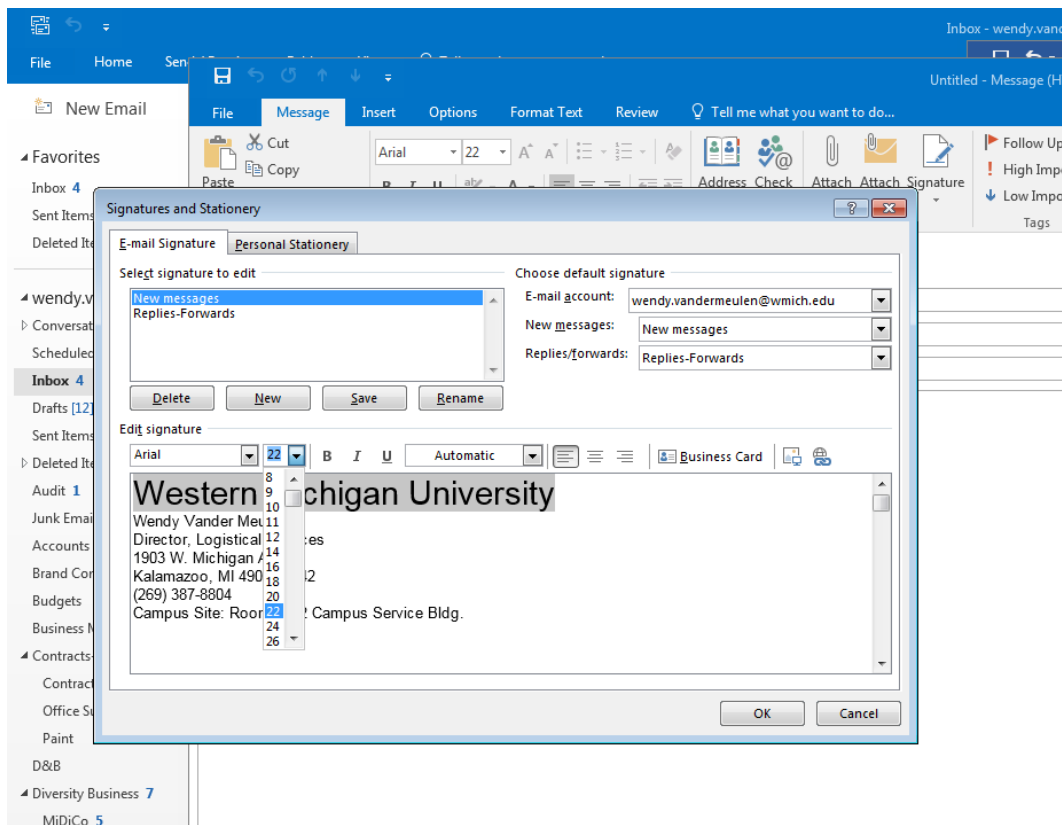 Inbox - wendy.vand
File Home Sen
Untitled - Message (H
New Email
File Message Insert Options Format Text Review Tell me what you want to do...
Favorites
Inbox 4
Sent Items
Deleted Ite
Paste
Cut
Copy
Arial 22
B I U
Address Check Attach Attach Signature
Follow Up
High Impo
Low Impo
Tags
Signatures and Stationery
E-mail Signature Personal Stationery
Select signature to edit
New messages
Replies-Forwards
Choose default signature
E-mail account: wendy.vandermeulen@wmich.edu
New messages: New messages
Replies/forwards: Replies-Forwards
Delete New Save Rename
Edit signature
Arial 22 B I U Automatic Business Card
8
9
10
11
12
14
16
18
20
22
24
26
Western chigan University
Wendy Vander Meu
Director, Logistical ces
1903 W. Michigan A
Kalamazoo, MI 490 42
(269) 387-8804
Campus Site: Roor 2 Campus Service Bldg.
OK Cancel
wendy.v
Conversat
Scheduled
Inbox 4
Drafts [12]
Sent Items
Deleted Ite
Audit 1
Junk Emai
Accounts
Brand Cor
Budgets
Business M
Contracts-
Contract
Office Su
Paint
D&B
Diversity Business 7
MiDiCo 5